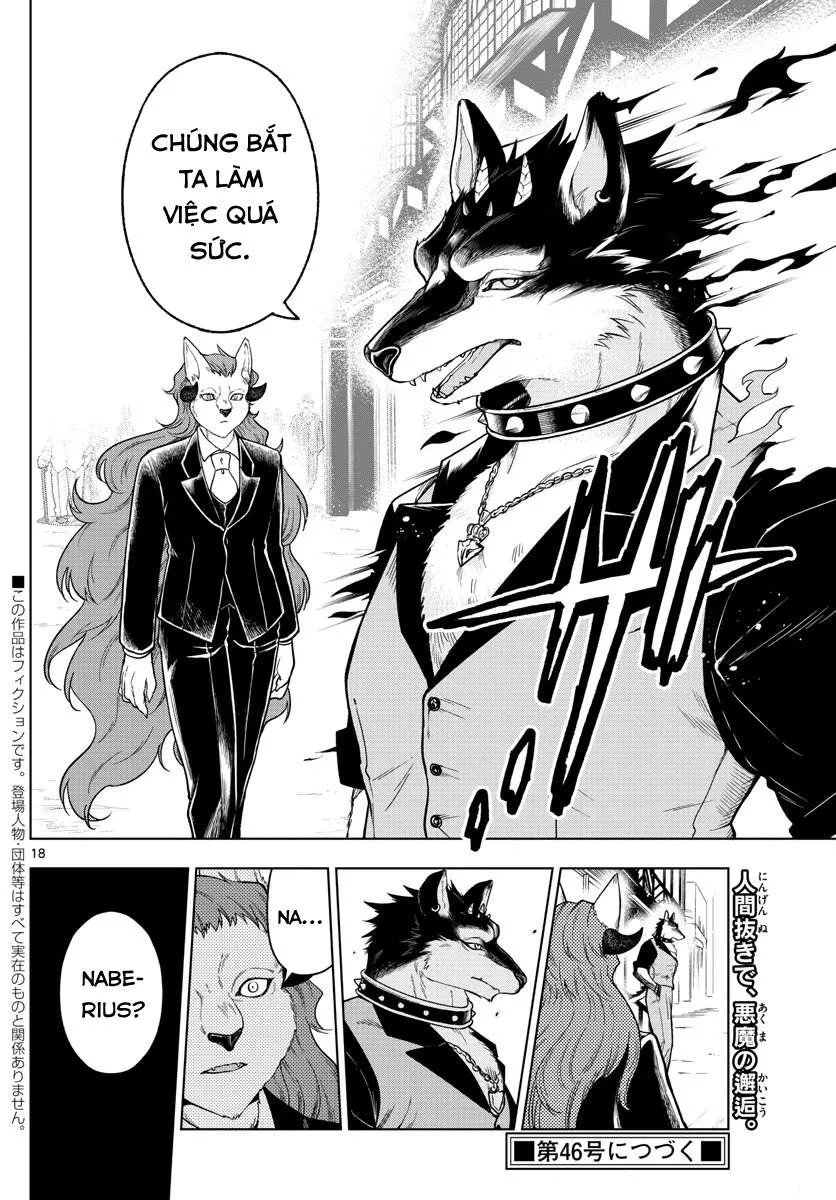 CHÚNG BẮT
TA LÀM
VIỆC QUÁ
SỨC.
ザッ
■この作品はフィクションです。登場人物・団体等はすべて実在のものと関係ありません。
18
人間抜きで、悪魔の邂逅。
にんげんぬ
あくま
かいこう
■第46号につづく■
NA...
NABE-
RIUS?